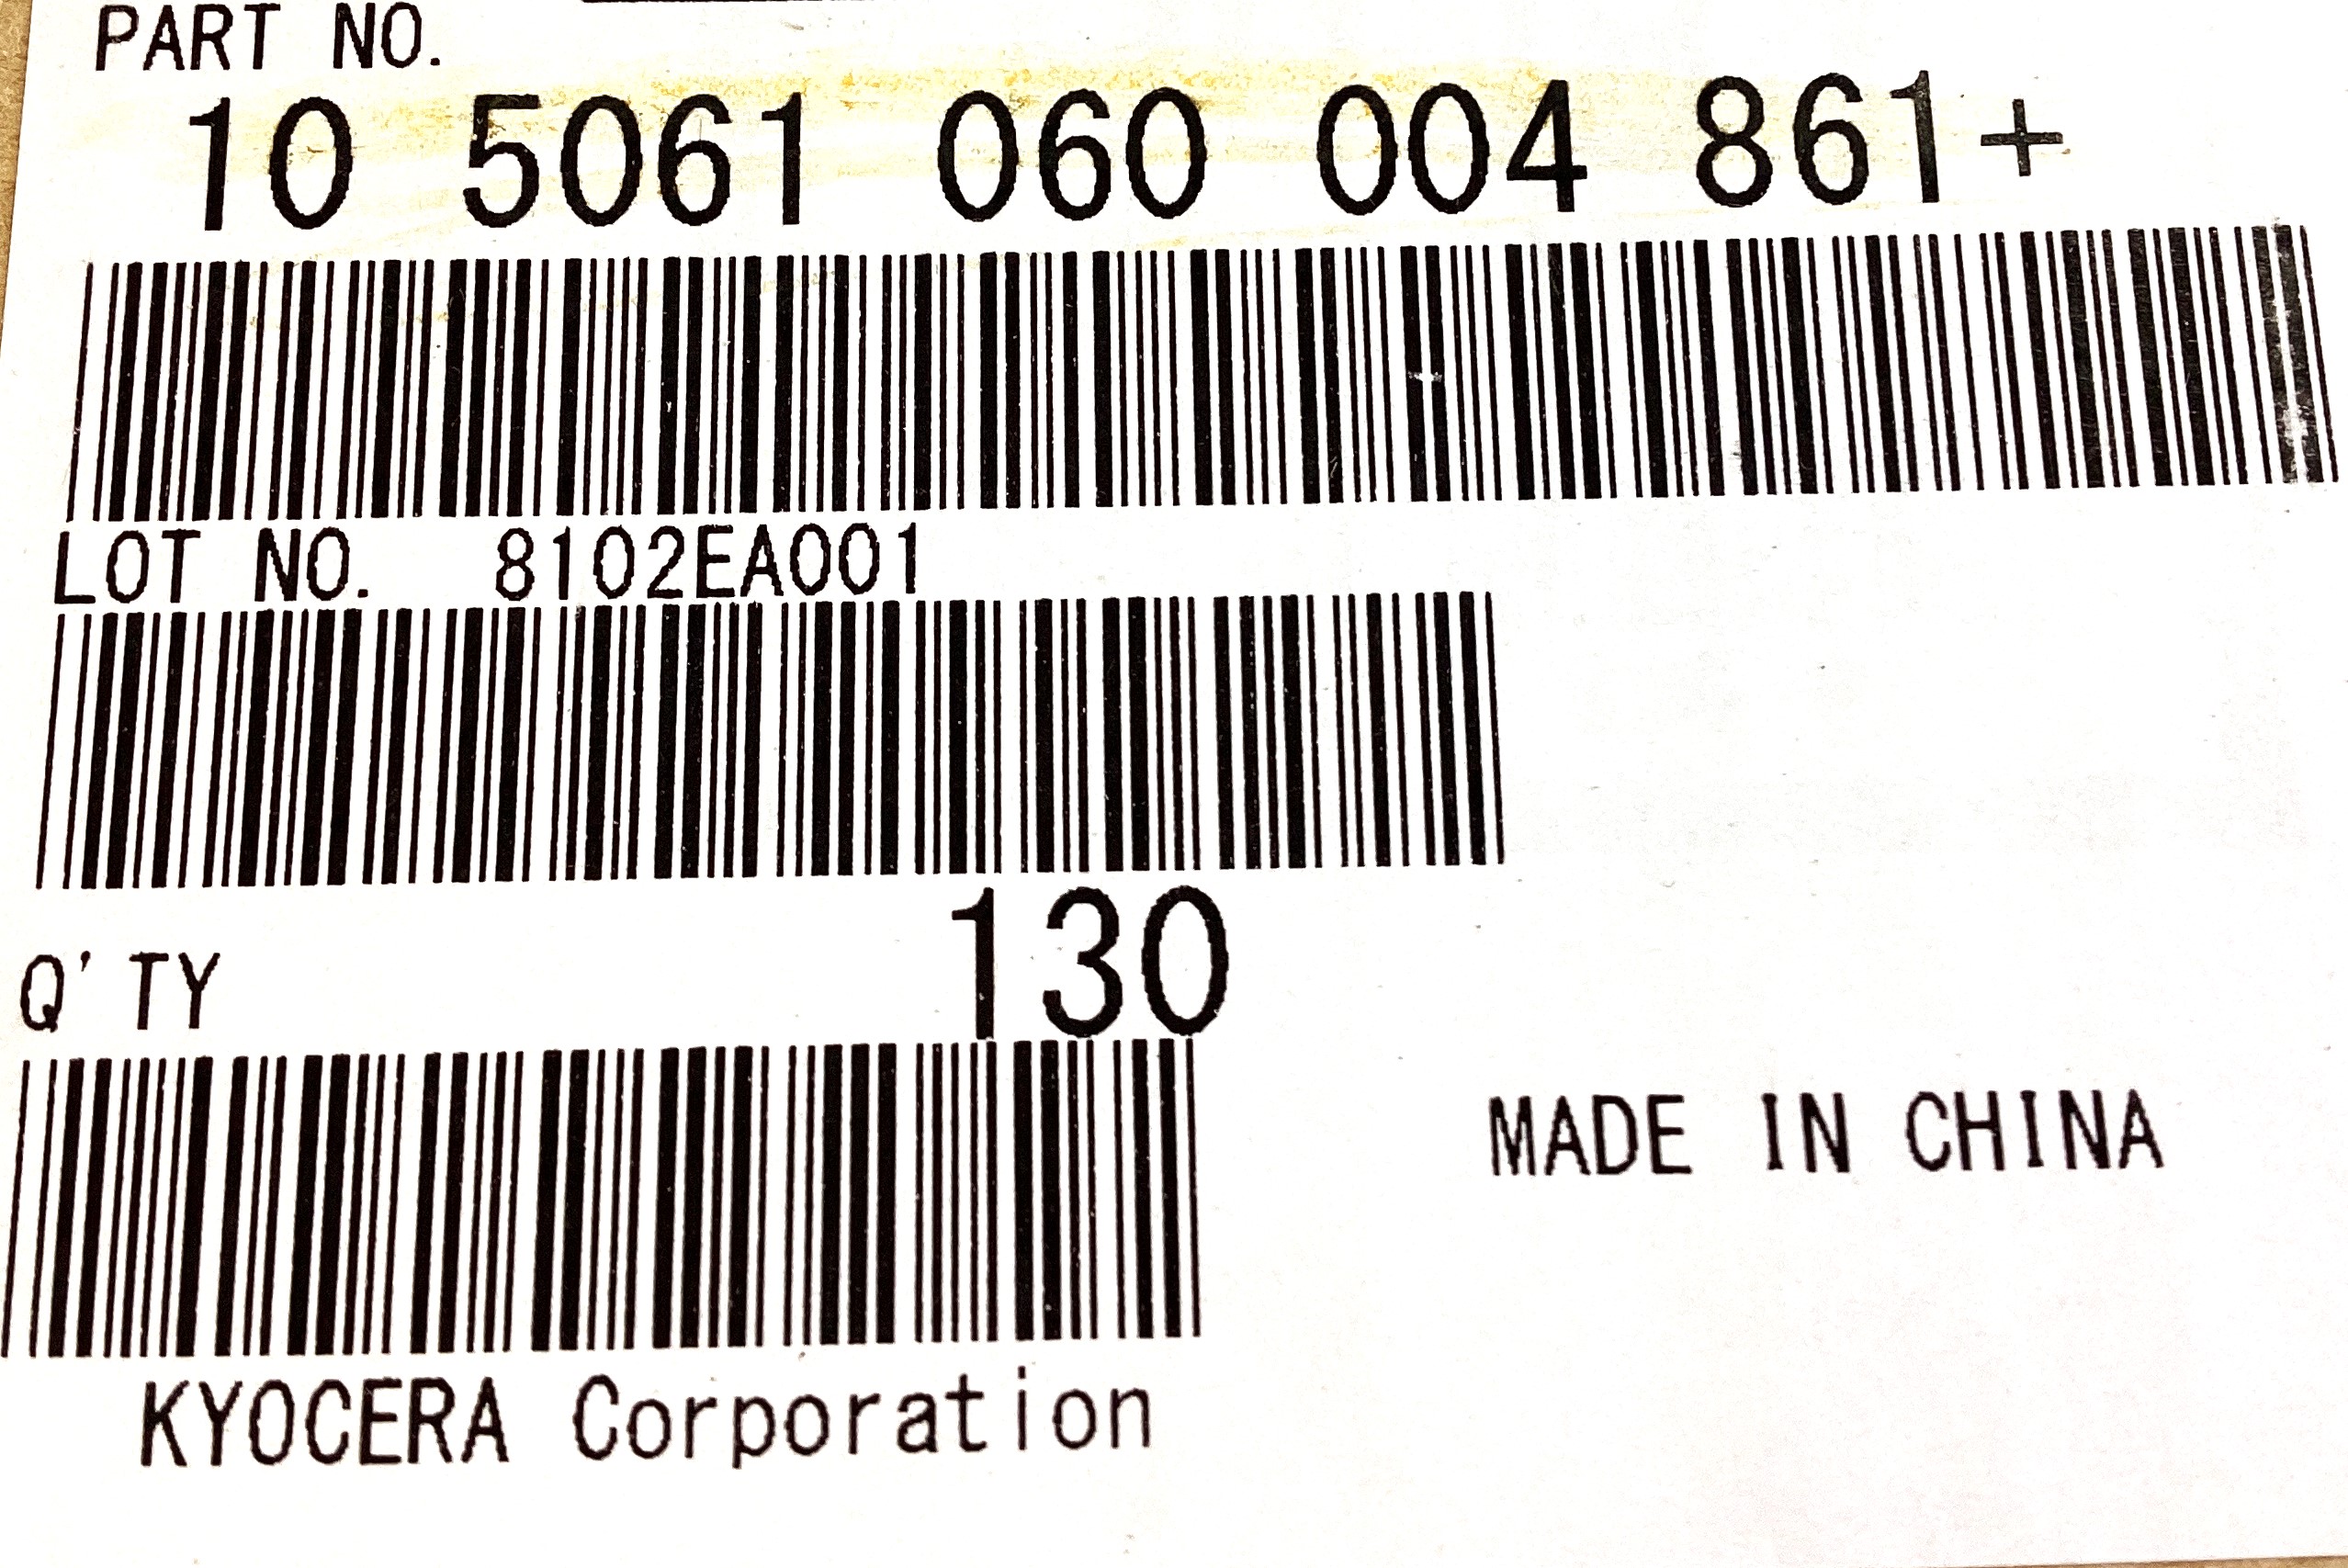 PART NO.
10 5061 060 004 861+
LOT NO. 8102EA001
130
Q'TY
MADE IN CHINA
KYOCERA Corporation